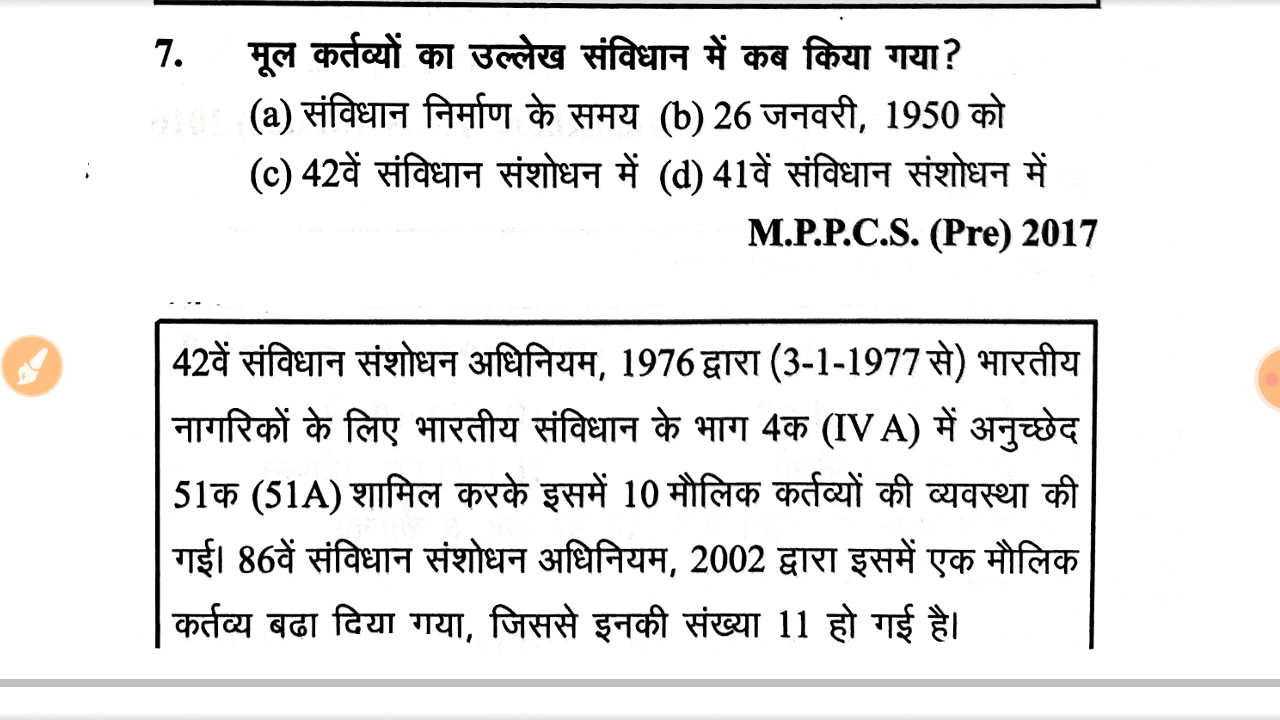 7. मूल कर्तव्यों का उल्लेख संविधान में कब किया गया?
(a) संविधान निर्माण के समय (b) 26 जनवरी, 1950 को
(c) 42वें संविधान संशोधन में (d) 41वें संविधान संशोधन में
M.P.P.C.S. (Pre) 2017
42वें संविधान संशोधन अधिनियम, 1976 द्वारा (3-1-1977 से) भारतीय
नागरिकों के लिए भारतीय संविधान के भाग 4क (IV A) में अनुच्छेद
51क (51A) शामिल करके इसमें 10 मौलिक कर्तव्यों की व्यवस्था की
गई। 86वें संविधान संशोधन अधिनियम, 2002 द्वारा इसमें एक मौलिक
कर्तव्य बढा दिया गया, जिससे इनकी संख्या 11 हो गई है।